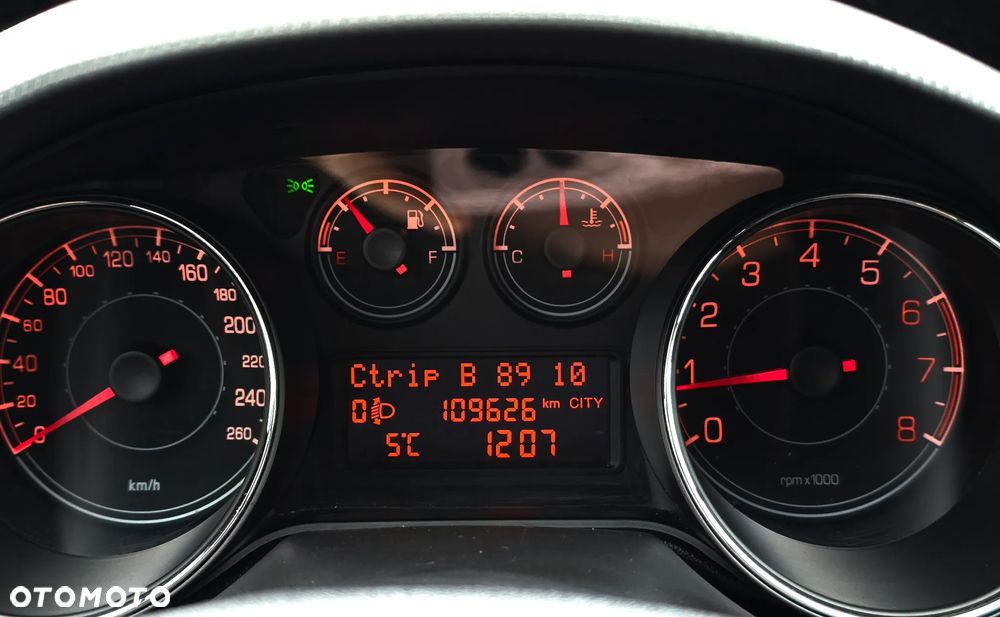 0 20 40 60 80 100 120 140 160 180 200 220 240 260
km/h
E F
C H
Ctrip B 89 10
0 109626 km CITY
5°C 1207
0 1 2 3 4 5 6 7 8
rpm x1000
OTOMOTO